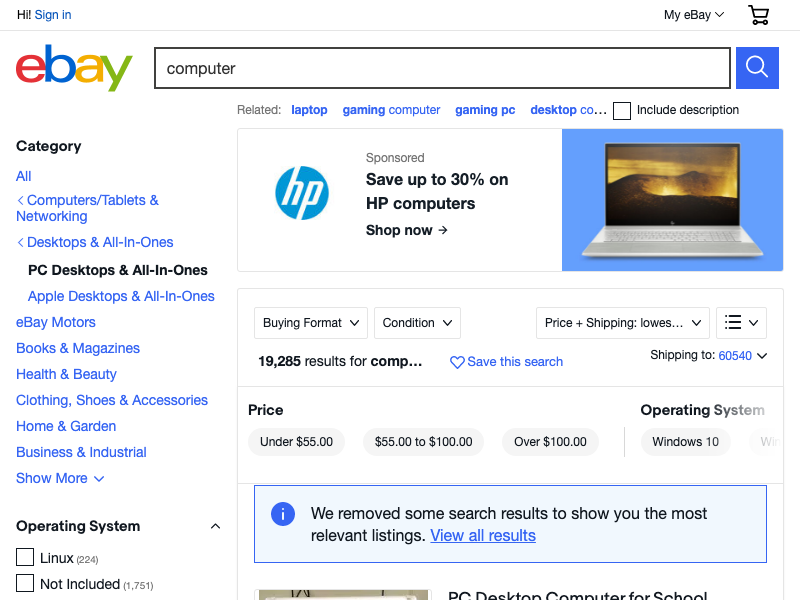 Hi! Sign in
My eBay
ebay
computer
Related: laptop gaming computer gaming pc desktop co... Include description
Category
All
Computers/Tablets & Networking
Desktops & All-In-Ones
PC Desktops & All-In-Ones
Apple Desktops & All-In-Ones
eBay Motors
Books & Magazines
Health & Beauty
Clothing, Shoes & Accessories
Home & Garden
Business & Industrial
Show More
Operating System
Linux (224)
Not Included (1,751)
hp
Sponsored
Save up to 30% on
HP computers
Shop now →
Buying Format
Condition
Price + Shipping: lowes...
19,285 results for comp...
Save this search
Shipping to: 60540
Price
Under $55.00
$55.00 to $100.00
Over $100.00
Operating System
Windows 10
Win
We removed some search results to show you the most
relevant listings. View all results
PC Desktop Computer for School